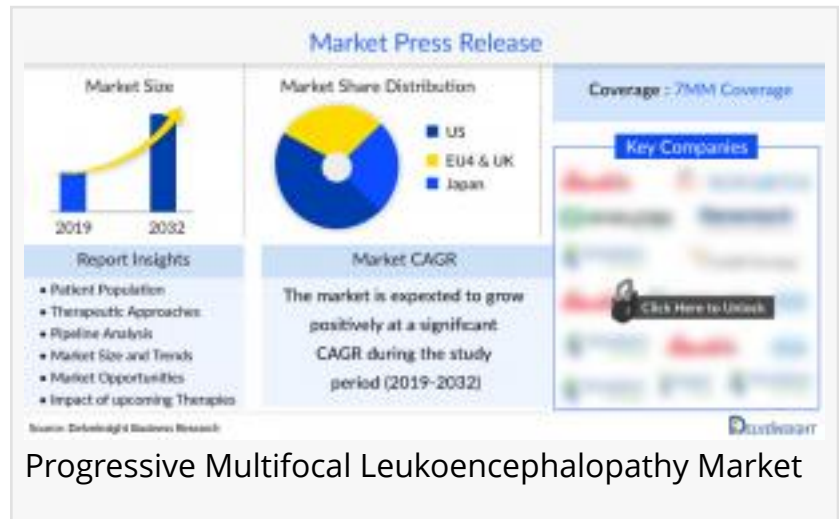 Market Press Release
Market Size
2019
2032
Market Share Distribution
US
EU4 & UK
Japan
Coverage : 7MM Coverage
Key Companies
Click Here to Unlock
Report Insights
• Patient Population
• Therapeutic Approaches
• Pipeline Analysis
• Market Size and Trends
• Market Opportunities
• Impact of upcoming Therapies
Market CAGR
The market is expexted to grow
positively at a significant
CAGR during the study
period (2019-2032)
Source: DelveInsight Business Research
DelveInsight
Progressive Multifocal Leukoencephalopathy Market